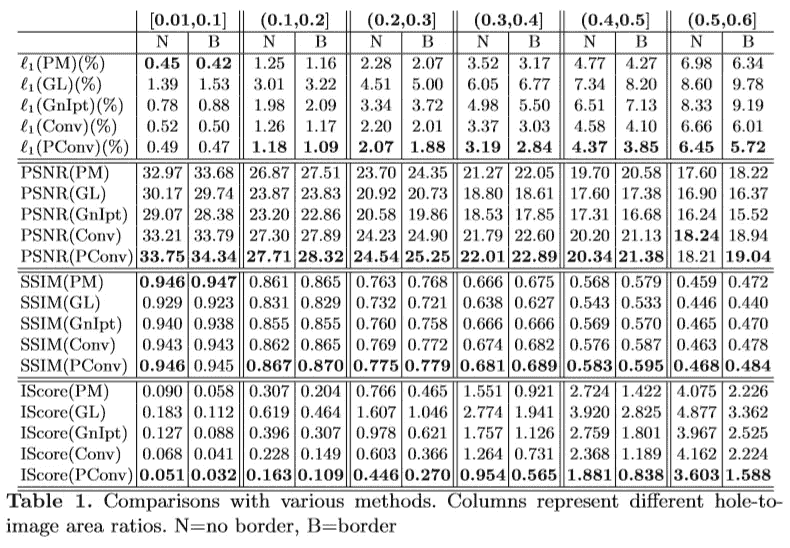 [0.01,0.1] (0.1,0.2] (0.2,0.3] (0.3,0.4] (0.4,0.5] (0.5,0.6]
N B N B N B N B N B N B
ℓ1(PM)(%) 0.45 0.42 1.25 1.16 2.28 2.07 3.52 3.17 4.77 4.27 6.98 6.34
ℓ1(GL)(%) 1.39 1.53 3.01 3.22 4.51 5.00 6.05 6.77 7.34 8.20 8.60 9.78
ℓ1(GnIpt)(%) 0.78 0.88 1.98 2.09 3.34 3.72 4.98 5.50 6.51 7.13 8.33 9.19
ℓ1(Conv)(%) 0.52 0.50 1.26 1.17 2.20 2.01 3.37 3.03 4.58 4.10 6.66 6.01
ℓ1(PConv)(%) 0.49 0.47 1.18 1.09 2.07 1.88 3.19 2.84 4.37 3.85 6.45 5.72
PSNR(PM) 32.97 33.68 26.87 27.51 23.70 24.35 21.27 22.05 19.70 20.58 17.60 18.22
PSNR(GL) 30.17 29.74 23.87 23.83 20.92 20.73 18.80 18.61 17.60 17.38 16.90 16.37
PSNR(GnIpt) 29.07 28.38 23.20 22.86 20.58 19.86 18.53 17.85 17.31 16.68 16.24 15.52
PSNR(Conv) 33.21 33.79 27.30 27.89 24.23 24.90 21.79 22.60 20.20 21.13 18.24 18.94
PSNR(PConv) 33.75 34.34 27.71 28.32 24.54 25.25 22.01 22.89 20.34 21.38 18.21 19.04
SSIM(PM) 0.946 0.947 0.861 0.865 0.763 0.768 0.666 0.675 0.568 0.579 0.459 0.472
SSIM(GL) 0.929 0.923 0.831 0.829 0.732 0.721 0.638 0.627 0.543 0.533 0.446 0.440
SSIM(GnIpt) 0.940 0.938 0.855 0.855 0.760 0.758 0.666 0.666 0.569 0.570 0.465 0.470
SSIM(Conv) 0.943 0.943 0.862 0.865 0.769 0.772 0.674 0.682 0.576 0.587 0.463 0.478
SSIM(PConv) 0.946 0.945 0.867 0.870 0.775 0.779 0.681 0.689 0.583 0.595 0.468 0.484
IScore(PM) 0.090 0.058 0.307 0.204 0.766 0.465 1.551 0.921 2.724 1.422 4.075 2.226
IScore(GL) 0.183 0.112 0.619 0.464 1.607 1.046 2.774 1.941 3.920 2.825 4.877 3.362
IScore(GnIpt) 0.127 0.088 0.396 0.307 0.978 0.621 1.757 1.126 2.759 1.801 3.967 2.525
IScore(Conv) 0.068 0.041 0.228 0.149 0.603 0.366 1.264 0.731 2.368 1.189 4.162 2.224
IScore(PConv) 0.051 0.032 0.163 0.109 0.446 0.270 0.954 0.565 1.881 0.838 3.603 1.588
Table 1. Comparisons with various methods. Columns represent different hole-to-
image area ratios. N=no border, B=border